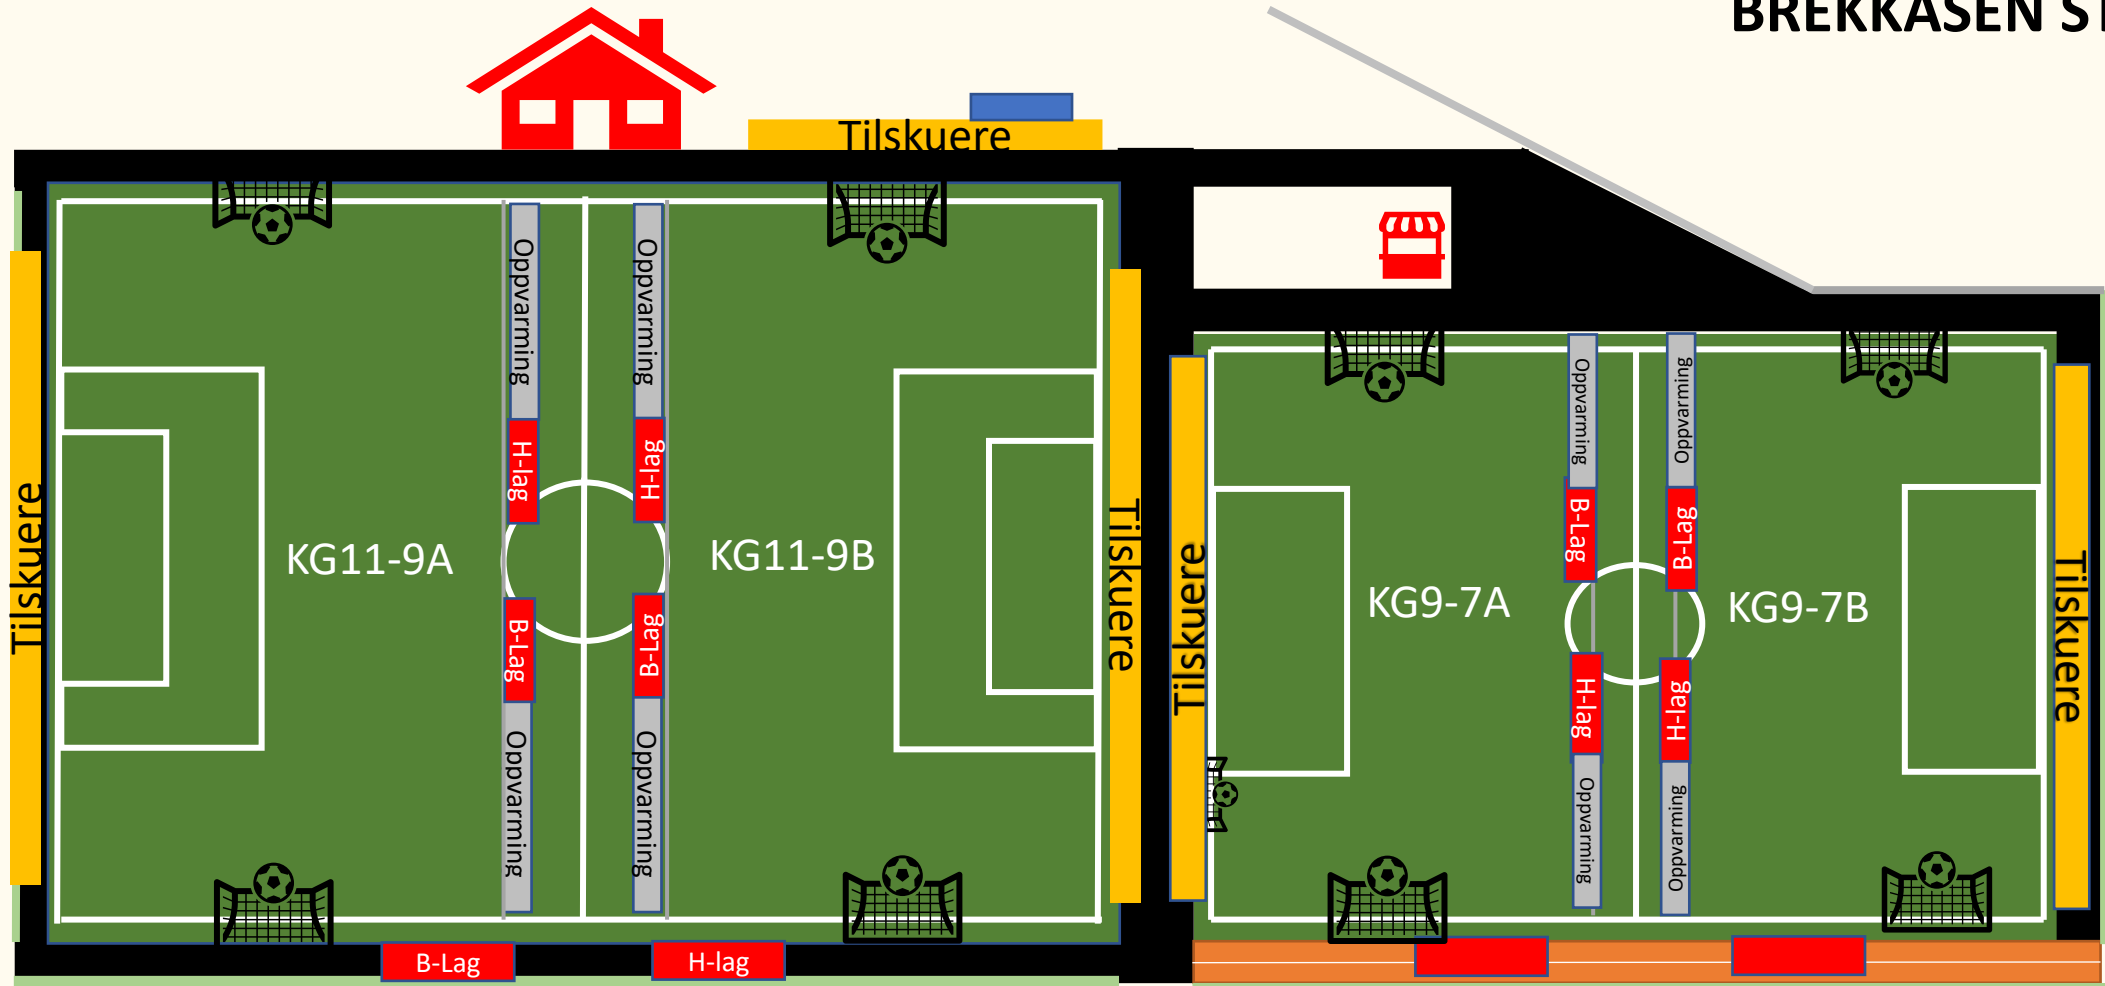 BREKKÅSEN ST
Tilskuere
Tilskuere
Oppvarming
Oppvarming
H-lag
H-lag
KG11-9A
KG11-9B
B-Lag
B-Lag
Oppvarming
Oppvarming
B-Lag
H-lag
Tilskuere
Tilskuere
Oppvarming
Oppvarming
B-Lag
B-Lag
KG9-7A
KG9-7B
H-lag
H-lag
Oppvarming
Oppvarming
Tilskuere